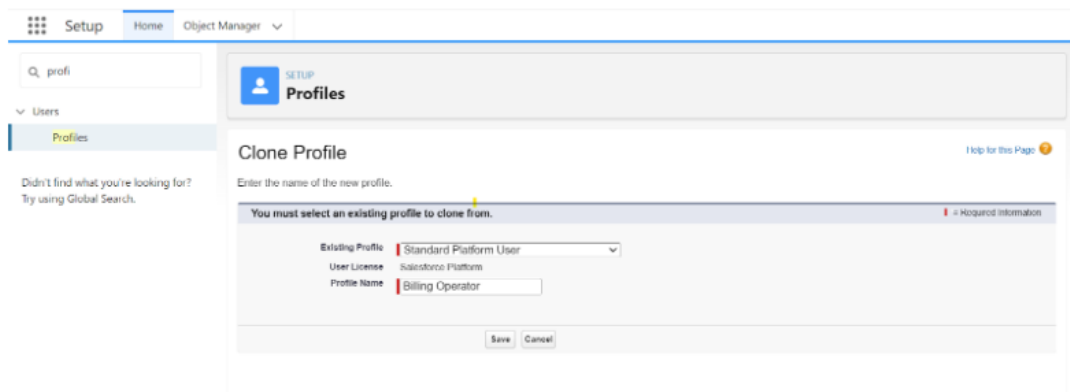 Setup Home Object Manager
profi
Users
Profiles
Didn't find what you're looking for?
Try using Global Search.
SETUP
Profiles
Clone Profile
Help for this Page
Enter the name of the new profile.
You must select an existing profile to clone from.
= Required Information
Existing Profile Standard Platform User
User License Salesforce Platform
Profile Name Billing Operator
Save Cancel